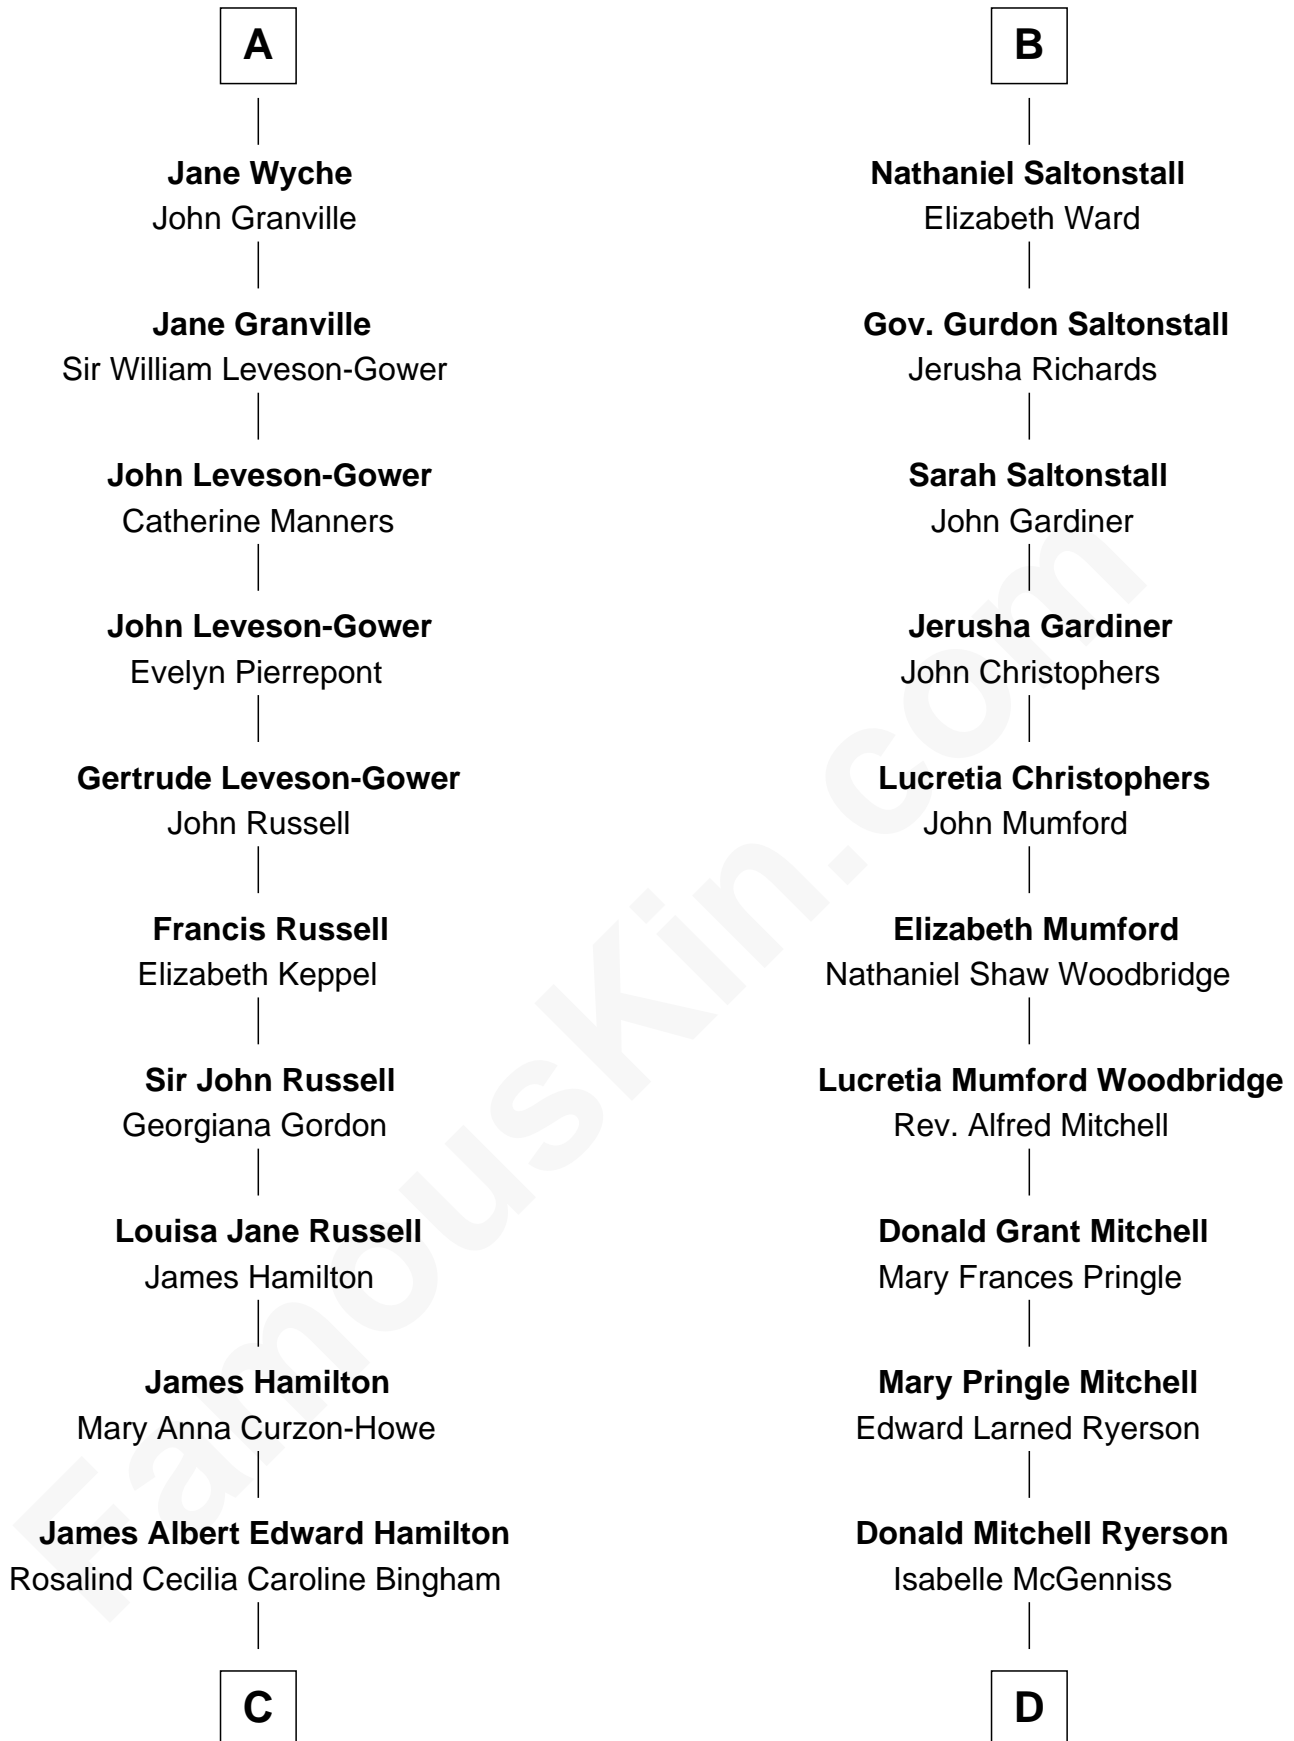 A
Jane Wyche
John Granville
Jane Granville
Sir William Leveson-Gower
John Leveson-Gower
Catherine Manners
John Leveson-Gower
Evelyn Pierrepont
Gertrude Leveson-Gower
John Russell
Francis Russell
Elizabeth Keppel
Sir John Russell
Georgiana Gordon
Louisa Jane Russell
James Hamilton
James Hamilton
Mary Anna Curzon-Howe
James Albert Edward Hamilton
Rosalind Cecilia Caroline Bingham
C
B
Nathaniel Saltonstall
Elizabeth Ward
Gov. Gurdon Saltonstall
Jerusha Richards
Sarah Saltonstall
John Gardiner
Jerusha Gardiner
John Christophers
Lucretia Christophers
John Mumford
Elizabeth Mumford
Nathaniel Shaw Woodbridge
Lucretia Mumford Woodbridge
Rev. Alfred Mitchell
Donald Grant Mitchell
Mary Frances Pringle
Mary Pringle Mitchell
Edward Larned Ryerson
Donald Mitchell Ryerson
Isabelle McGenniss
D
FamousKin.com